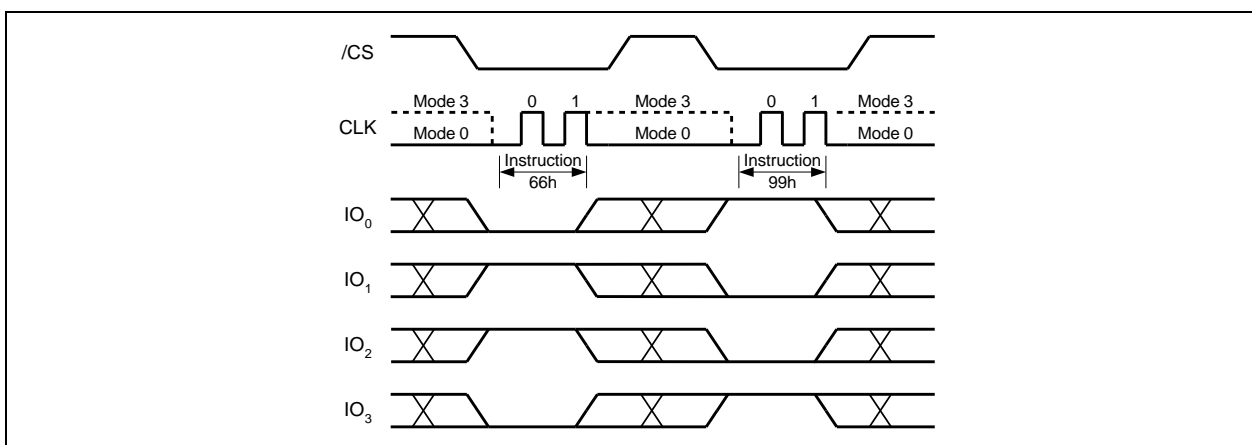 /CS
Mode 3 0 1 Mode 3 0 1 Mode 3
CLK
Mode 0 Mode 0 Mode 0
Instruction Instruction
66h 99h
IO0
IO1
IO2
IO3